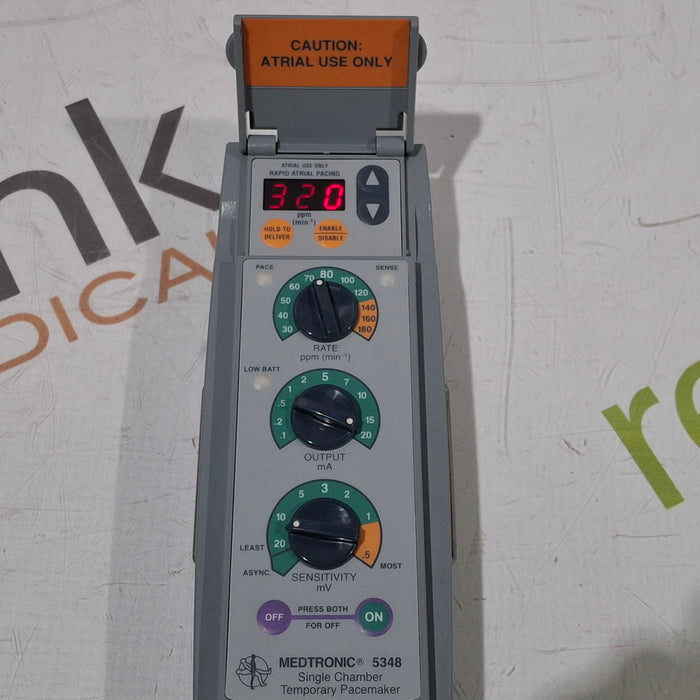 CAUTION:
ATRIAL USE ONLY
nk
DICAL
re
ATRIAL USE ONLY
RAPID ATRIAL PACING
320
ppm
(min⁻¹)
HOLD TO
DELIVER
ENABLE
DISABLE
PACE
SENSE
30 40 50 60 70 80 100 120 140 160 180
RATE
ppm (min⁻¹)
LOW BATT.
.1 .2 .5 1 2 5 7 10 15 20
OUTPUT
mA
ASYNC. 20 10 5 3 2 1 .5
LEAST
MOST
SENSITIVITY
mV
OFF
PRESS BOTH
FOR OFF
ON
MEDTRONIC® 5348
Single Chamber
Temporary Pacemaker